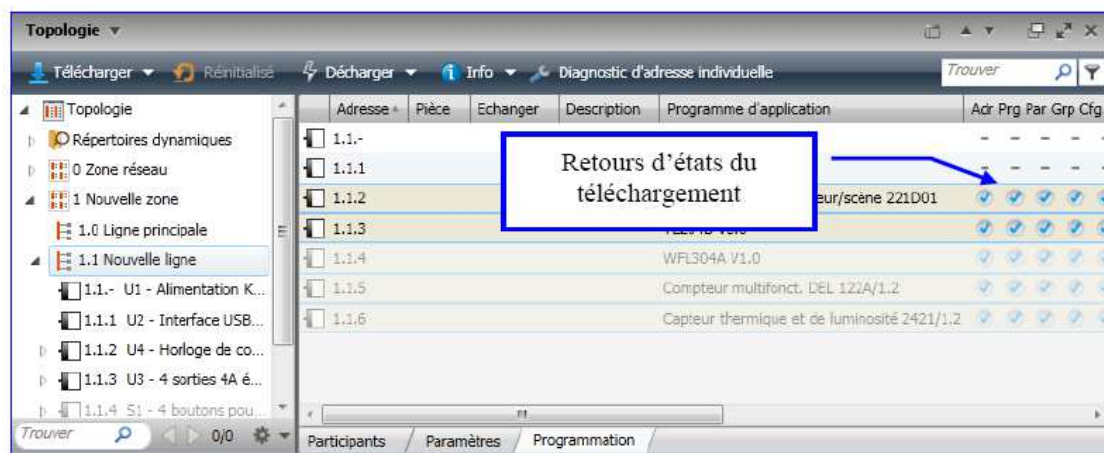 Topologie
Télécharger Réinitialisé Décharger Info Diagnostic d'adresse individuelle Trouver
Topologie
Répertoires dynamiques
0 Zone réseau
1 Nouvelle zone
1.0 Ligne principale
1.1 Nouvelle ligne
1.1.- U1 - Alimentation K...
1.1.1 U2 - Interface USB...
1.1.2 U4 - Horloge de co...
1.1.3 U3 - 4 sorties 4A é...
1.1.4 S1 - 4 boutons pou...
Trouver 0/0
Adresse Pièce Echanger Description Programme d'application Adr Prg Par Grp Cfg
1.1.- - - - -
1.1.1 - - - -
1.1.2 eur/scène 221D01
1.1.3
1.1.4 WFL304A V1.0
1.1.5 Compteur multifonct. DEL 122A/1.2
1.1.6 Capteur thermique et de luminosité 2421/1.2
Retours d'états du
téléchargement
Participants Paramètres Programmation